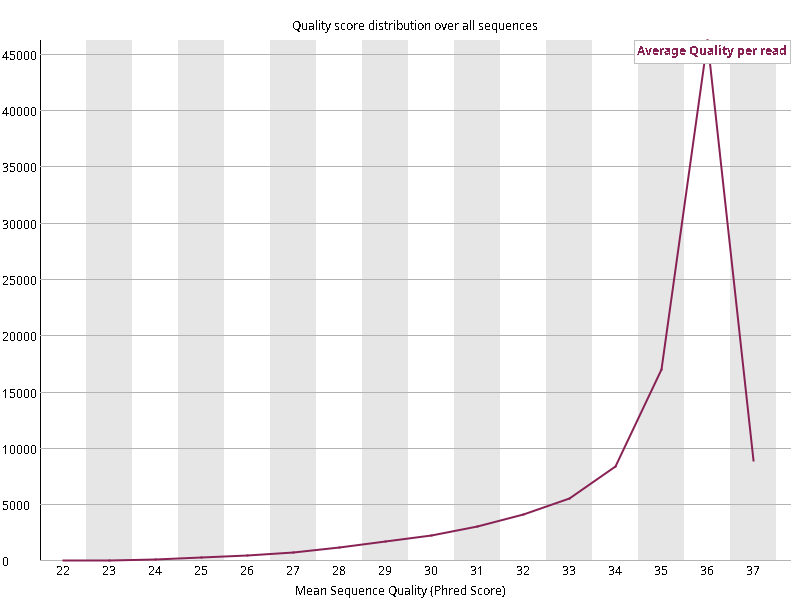 Quality score distribution over all sequences
Average Quality per read
45000
40000
35000
30000
25000
20000
15000
10000
5000
0
22 23 24 25 26 27 28 29 30 31 32 33 34 35 36 37
Mean Sequence Quality (Phred Score)